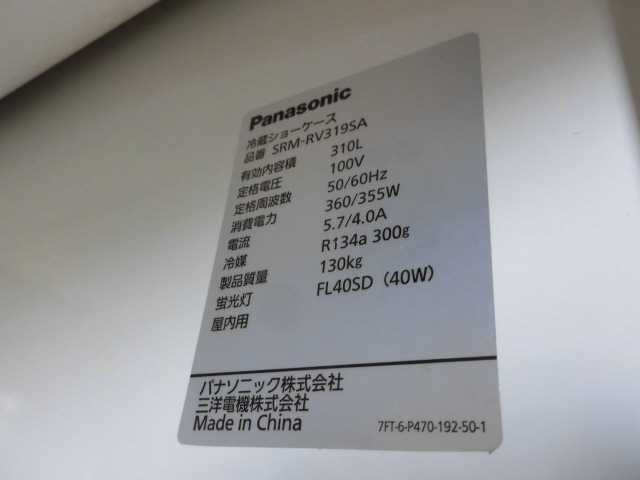 Panasonic
冷蔵ショーケース
品番 SRM-RV319SA
有効内容積 310L
定格電圧 100V
定格周波数 50/60Hz
消費電力 360/355W
電流 5.7/4.0A
冷媒 R134a 300g
製品質量 130kg
蛍光灯 FL40SD (40W)
屋内用
パナソニック株式会社
三洋電機株式会社
Made in China 7FT-6-P470-192-50-1